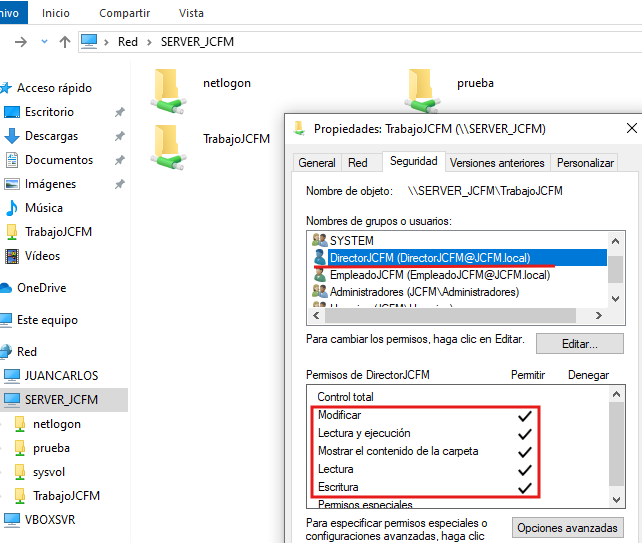 hivo Inicio Compartir Vista
Red SERVER_JCFM
Acceso rápido
Escritorio
Descargas
Documentos
Imágenes
Música
TrabajoJCFM
Vídeos
OneDrive
Este equipo
Red
JUANCARLOS
SERVER_JCFM
netlogon
prueba
sysvol
TrabajoJCFM
VBOXSVR
netlogon
prueba
TrabajoJCFM
Propiedades: TrabajoJCFM (\\SERVER_JCFM)
General Red Seguridad Versiones anteriores Personalizar
Nombre de objeto: \\SERVER_JCFM\TrabajoJCFM
Nombres de grupos o usuarios:
SYSTEM
DirectorJCFM (DirectorJCFM@JCFM.local)
EmpleadoJCFM (EmpleadoJCFM@JCFM.local)
Administradores (JCFM\Administradores)
Para cambiar los permisos, haga clic en Editar.
Editar...
Permisos de DirectorJCFM Permitir Denegar
Control total
Modificar
Lectura y ejecución
Mostrar el contenido de la carpeta
Lectura
Escritura
Permisos especiales
Para especificar permisos especiales o
configuraciones avanzadas, haga clic
Opciones avanzadas